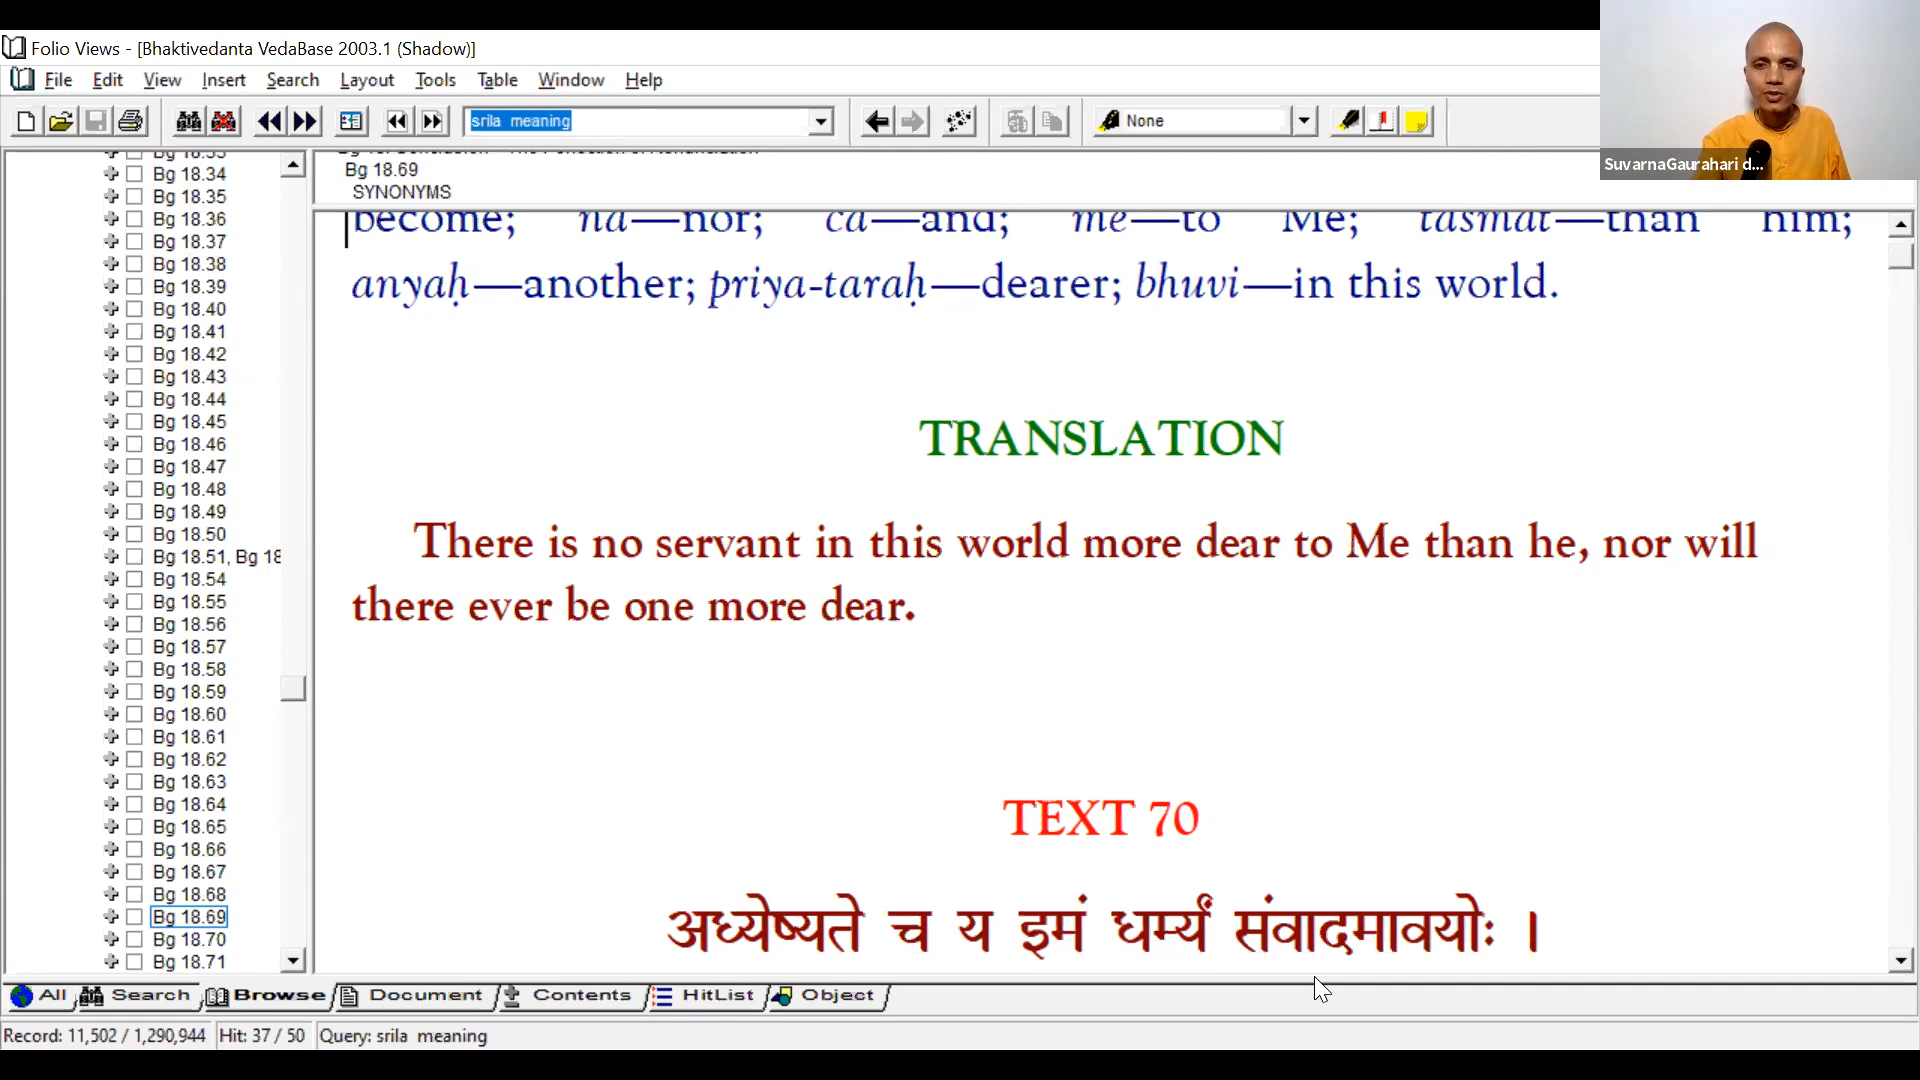 Folio Views - [Bhaktivedanta VedaBase 2003.1 (Shadow)]
File Edit View Insert Search Layout Tools Table Window Help
srila meaning
None
SuvarnaGaurahari d...
Bg 18.34
Bg 18.35
Bg 18.36
Bg 18.37
Bg 18.38
Bg 18.39
Bg 18.40
Bg 18.41
Bg 18.42
Bg 18.43
Bg 18.44
Bg 18.45
Bg 18.46
Bg 18.47
Bg 18.48
Bg 18.49
Bg 18.50
Bg 18.51, Bg 18
Bg 18.54
Bg 18.55
Bg 18.56
Bg 18.57
Bg 18.58
Bg 18.59
Bg 18.60
Bg 18.61
Bg 18.62
Bg 18.63
Bg 18.64
Bg 18.65
Bg 18.66
Bg 18.67
Bg 18.68
Bg 18.69
Bg 18.70
Bg 18.71
Bg 18.69
SYNONYMS
become; na—nor; ca—and; me—to Me; tasmāt—than him;
anyaḥ—another; priya-taraḥ—dearer; bhuvi—in this world.
TRANSLATION
There is no servant in this world more dear to Me than he, nor will
there ever be one more dear.
TEXT 70
अध्येष्यते च य इमं धर्म्यं संवादमावयोः ।
All Search Browse Document Contents HitList Object
Record: 11,502 / 1,290,944 Hit: 37 / 50 Query: srila meaning